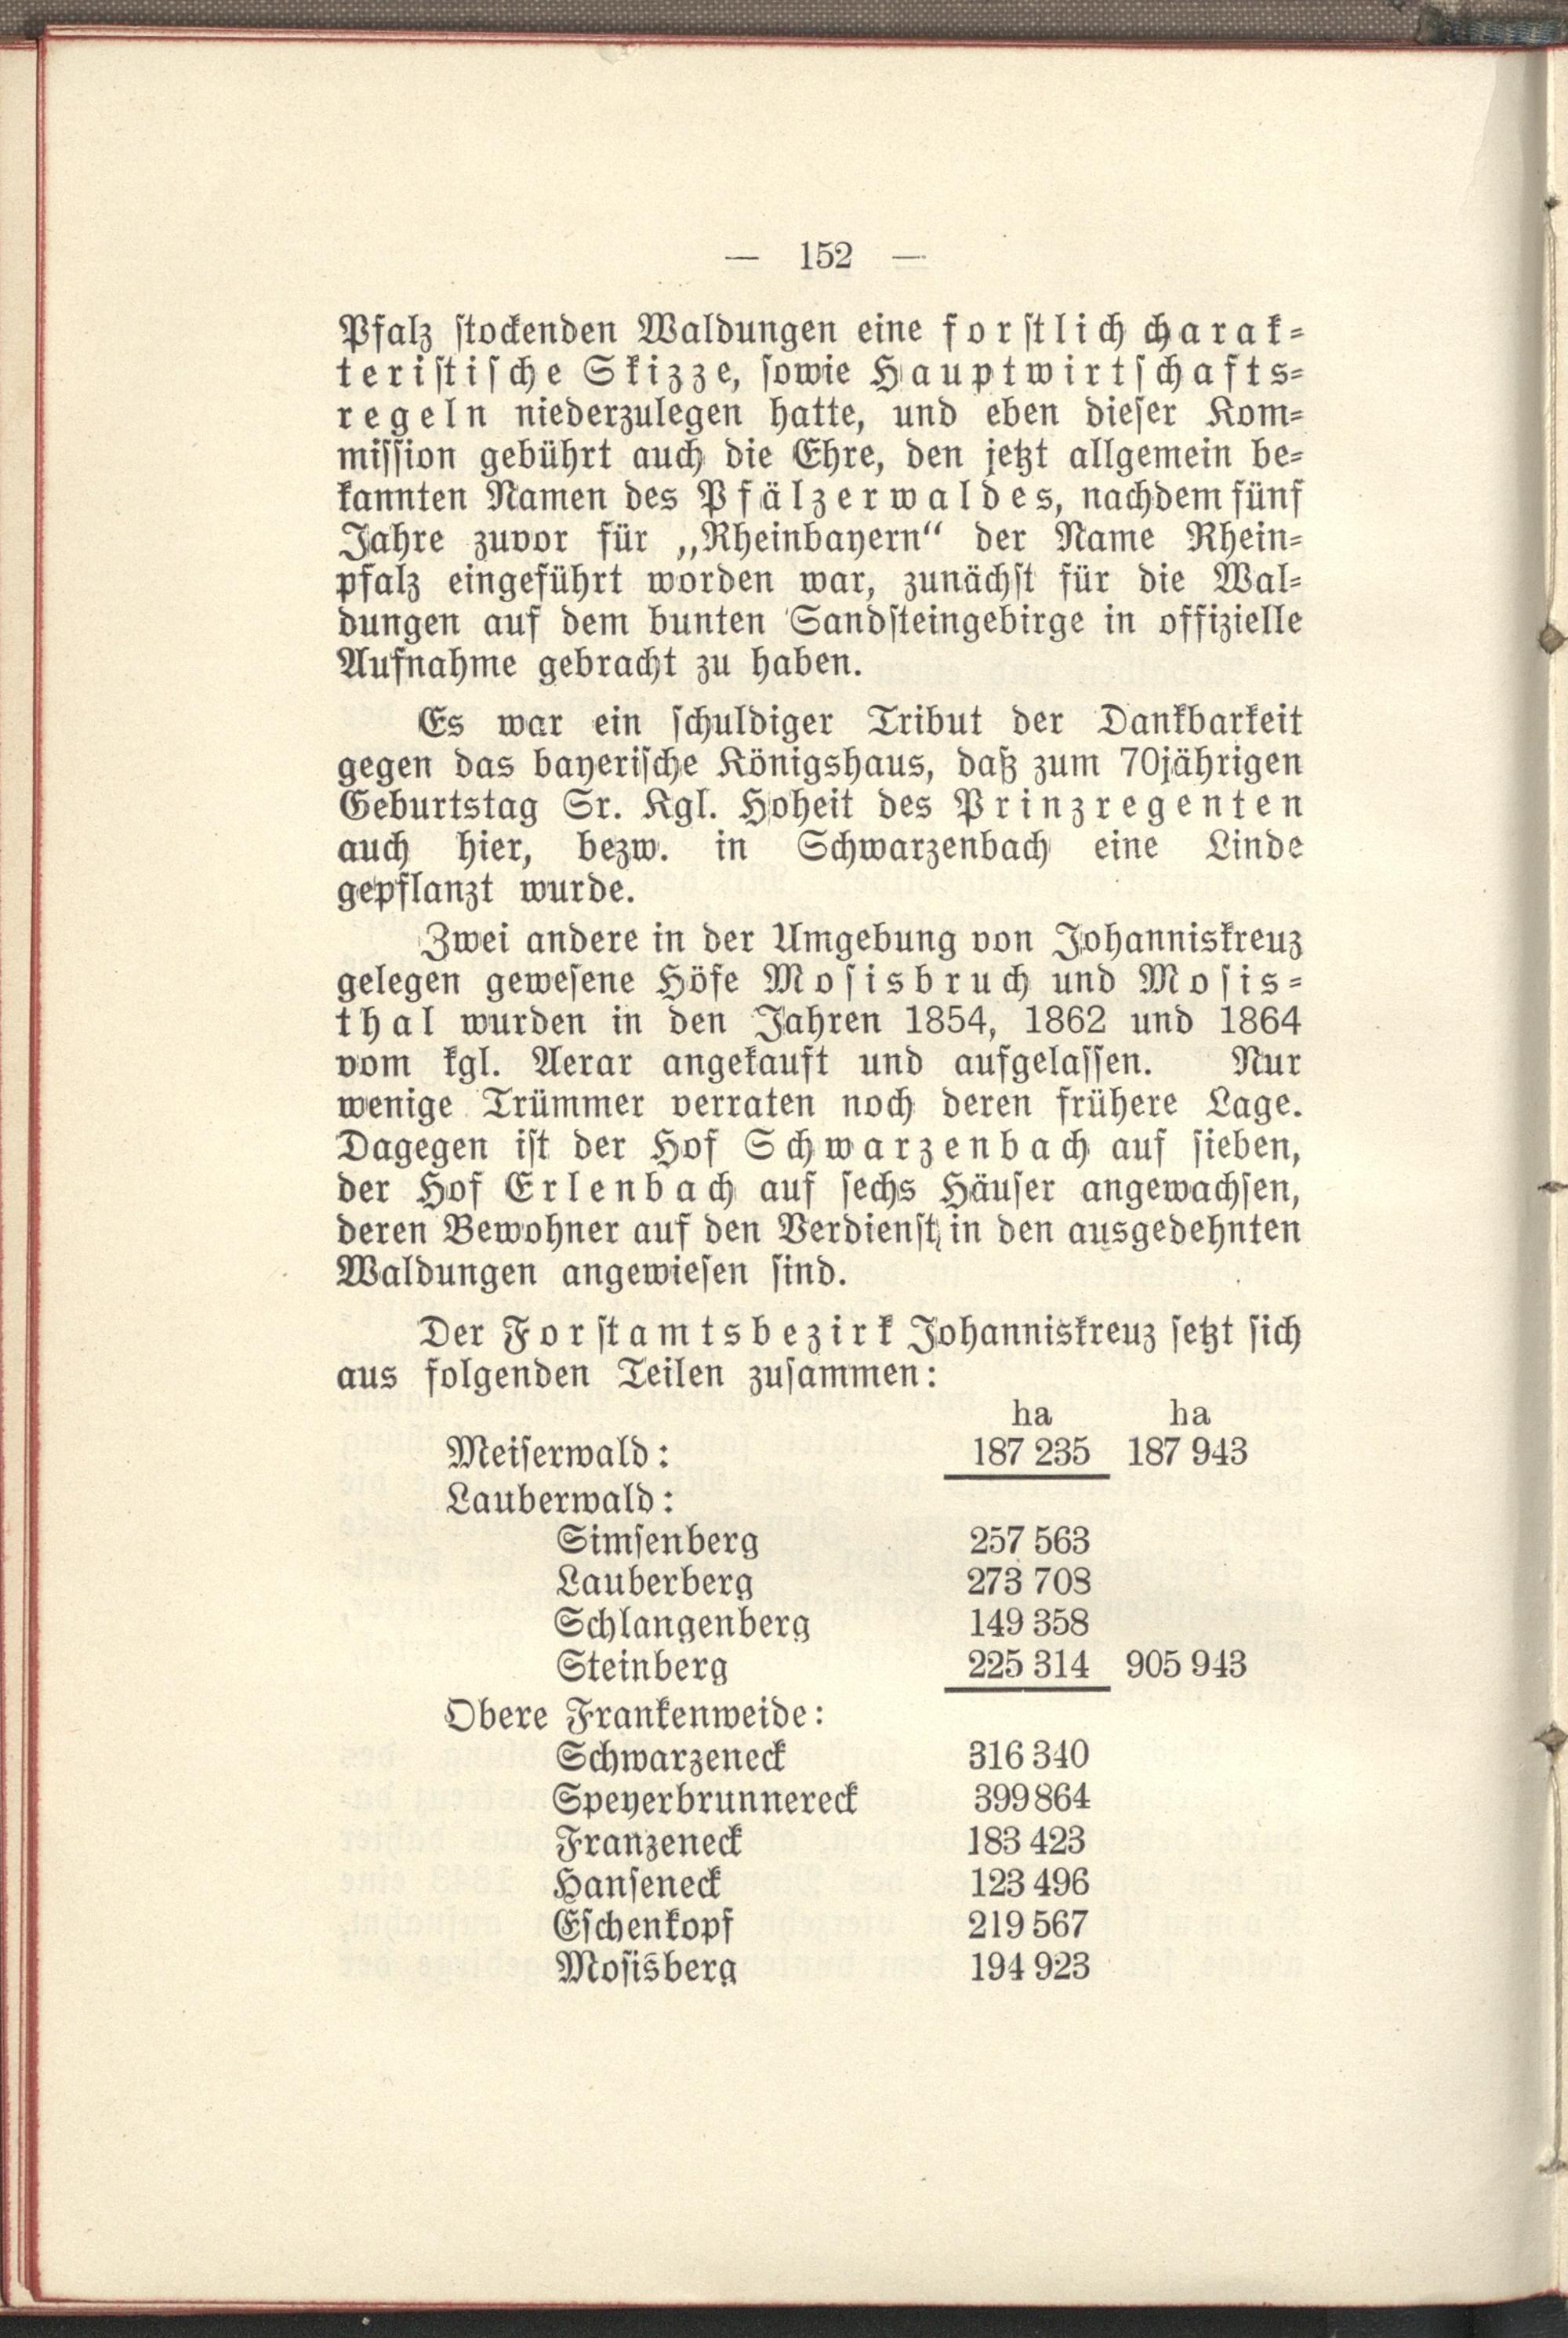 — 152 —
Pfalz stockenden Waldungen eine forstlich charak-
teristische Skizze, sowie Hauptwirtschafts-
regeln niederzulegen hatte, und eben dieser Kom-
mission gebührt auch die Ehre, den jetzt allgemein be-
kannten Namen des Pfälzerwaldes, nachdem fünf
Jahre zuvor für „Rheinbayern“ der Name Rhein-
pfalz eingeführt worden war, zunächst für die Wal-
dungen auf dem bunten Sandsteingebirge in offizielle
Aufnahme gebracht zu haben.
Es war ein schuldiger Tribut der Dankbarkeit
gegen das bayerische Königshaus, daß zum 70jährigen
Geburtstag Sr. Kgl. Hoheit des Prinzregenten
auch hier, bezw. in Schwarzenbach eine Linde
gepflanzt wurde.
Zwei andere in der Umgebung von Johanniskreuz
gelegen gewesene Höfe Mosisbruch und Mosis-
thal wurden in den Jahren 1854, 1862 und 1864
vom kgl. Aerar angekauft und aufgelassen. Nur
wenige Trümmer verraten noch deren frühere Lage.
Dagegen ist der Hof Schwarzenbach auf sieben,
der Hof Erlenbach auf sechs Häuser angewachsen,
deren Bewohner auf den Verdienst in den ausgedehnten
Waldungen angewiesen sind.
Der Forstamtsbezirk Johanniskreuz setzt sich
aus folgenden Teilen zusammen:
ha ha
Meiserwald: 187 235 187 943
Lauberwald:
Simsenberg 257 563
Lauberberg 273 708
Schlangenberg 149 358
Steinberg 225 314 905 943
Obere Frankenweide:
Schwarzeneck 316 340
Speyerbrunnereck 399 864
Franzeneck 183 423
Hanseneck 123 496
Eschenkopf 219 567
Mosisberg 194 923